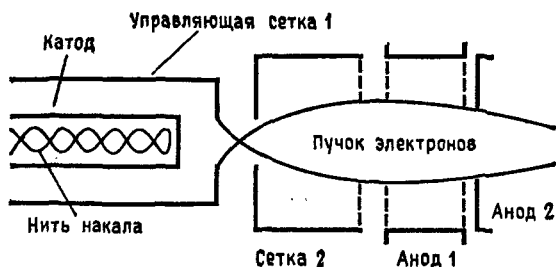 Управляющая сетка 1
Катод
Пучок электронов
Нить накала
Анод 2
Сетка 2
Анод 1